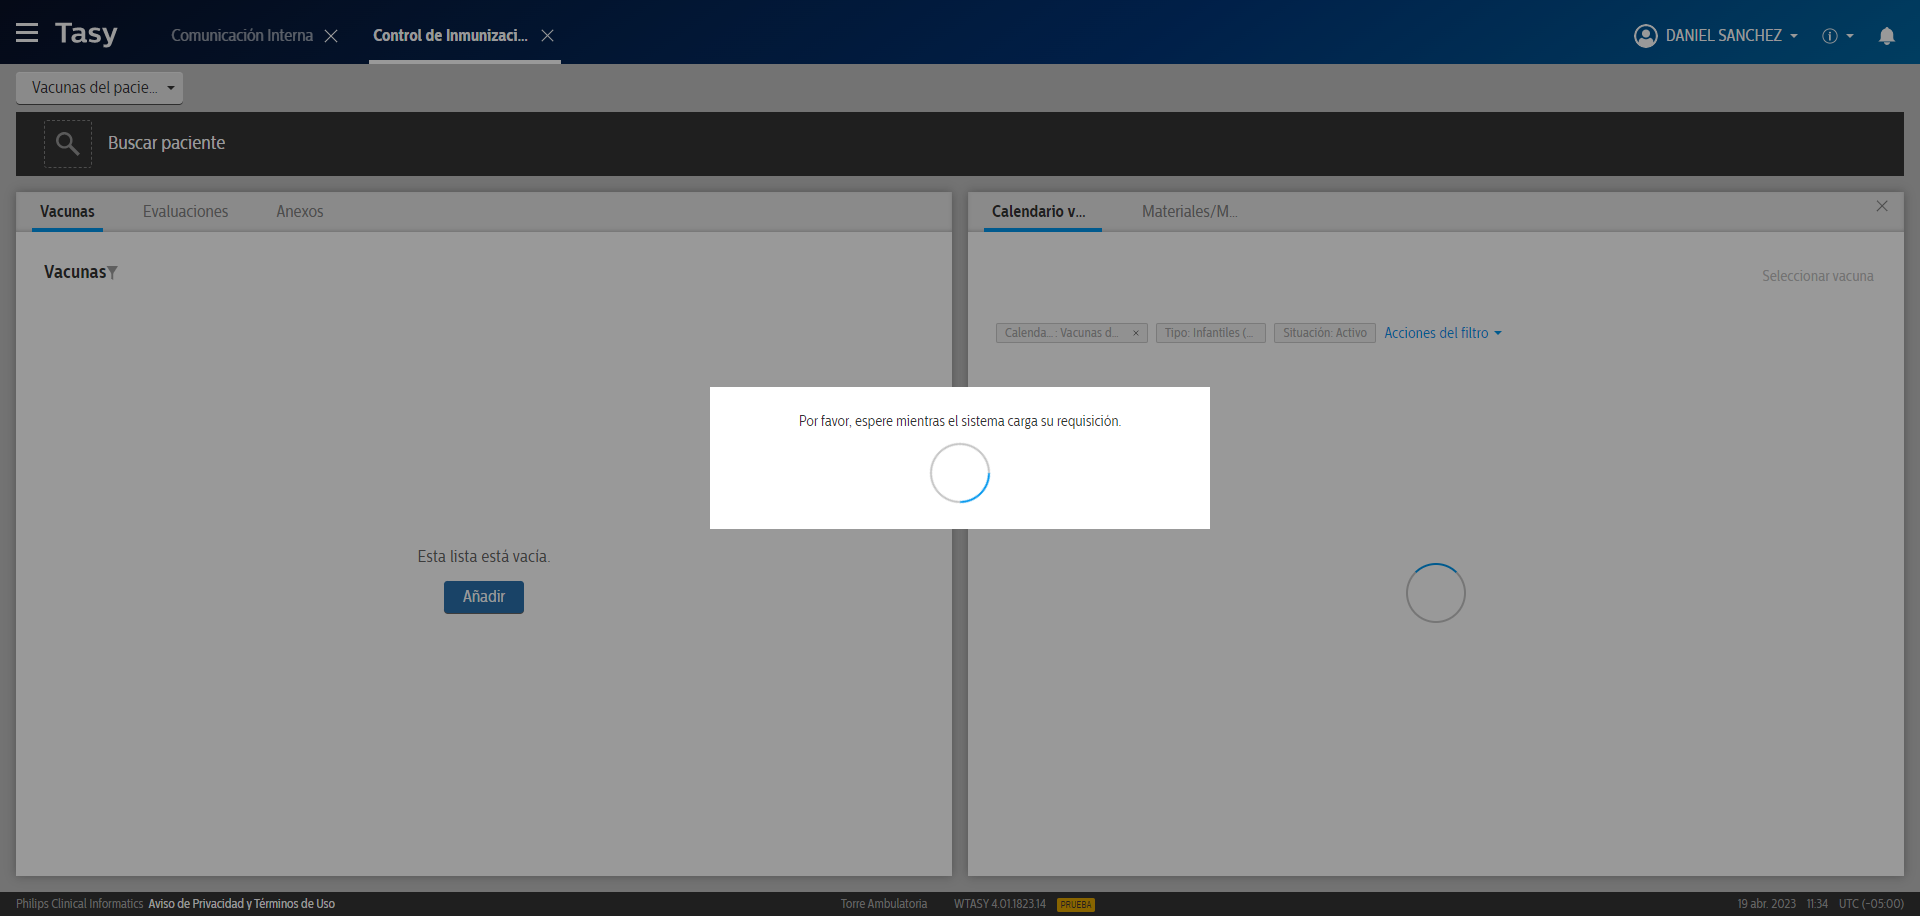 Tasy
Comunicación Interna
Control de Inmunizaci...
DANIEL SANCHEZ
Vacunas del pacie...
Buscar paciente
Vacunas
Evaluaciones
Anexos
Calendario v...
Materiales/M...
Vacunas
Seleccionar vacuna
Calenda... : Vacunas d...
Tipo: Infantiles (...
Situación: Activo
Acciones del filtro
Por favor, espere mientras el sistema carga su requisición.
Esta lista está vacía.
Añadir
Philips Clinical Informatics Aviso de Privacidad y Términos de Uso
Torre Ambulatoria
WTASY 4.01.1823.14
PRUEBA
19 abr. 2023
11:34
UTC (-05:00)